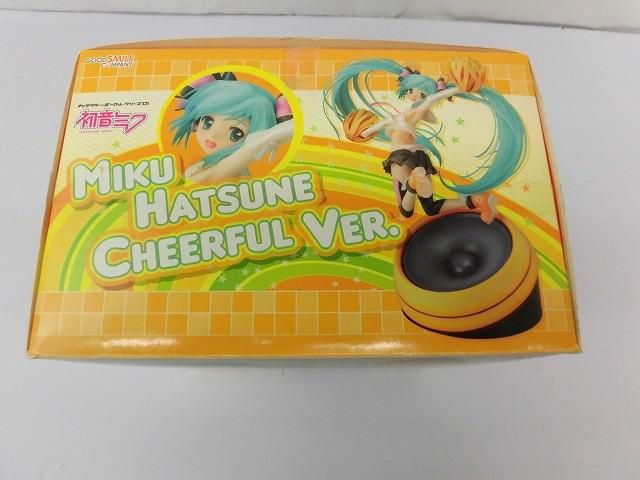 GOOD SMILE
COMPANY
キャラクター・ボーカル・シリーズ01
初音ミク
HATSUNE MIKU
MIKU
HATSUNE
CHEERFUL VER.